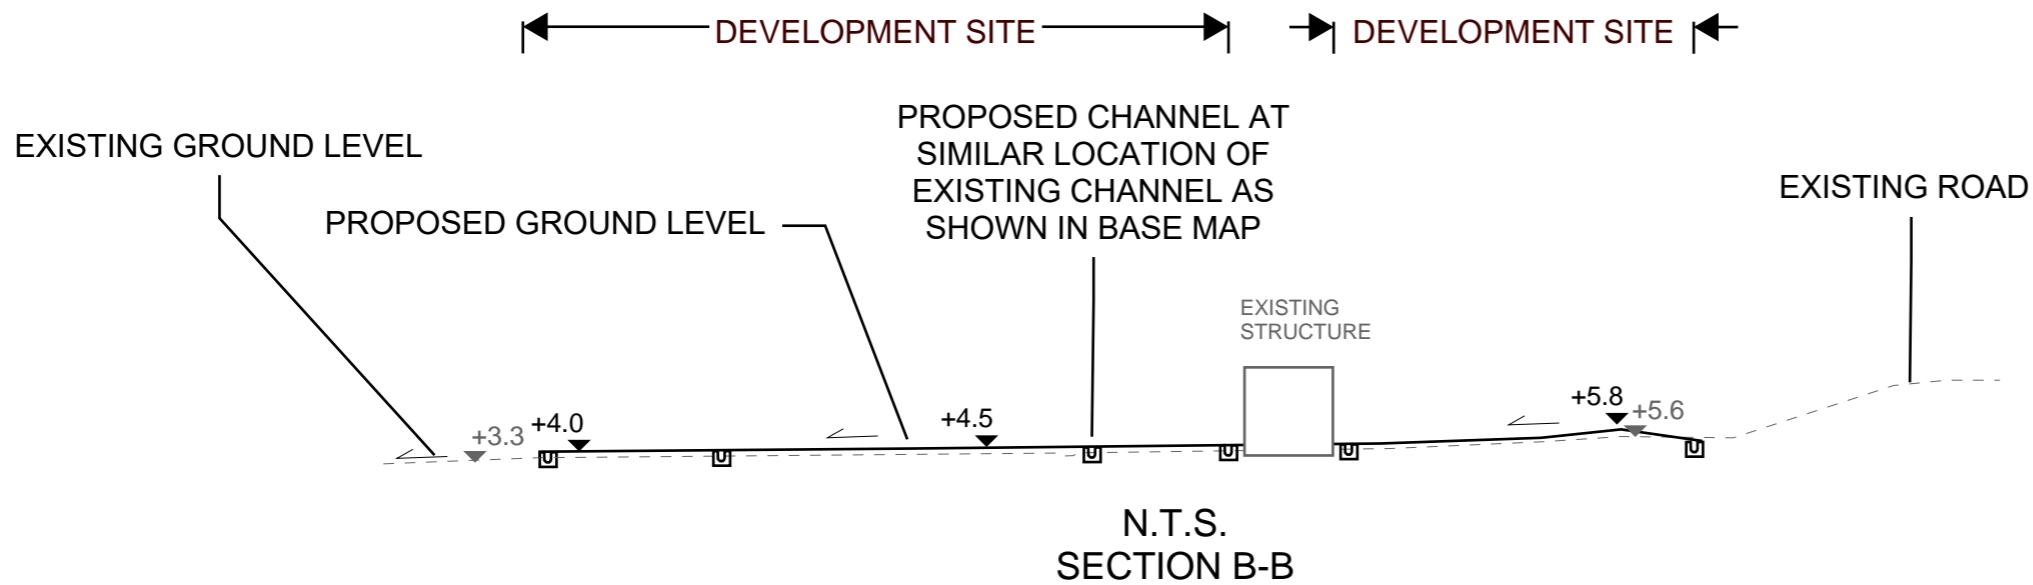 DEVELOPMENT SITE
DEVELOPMENT SITE
EXISTING GROUND LEVEL
PROPOSED GROUND LEVEL
PROPOSED CHANNEL AT
SIMILAR LOCATION OF
EXISTING CHANNEL AS
SHOWN IN BASE MAP
EXISTING ROAD
EXISTING
STRUCTURE
+3.3
+4.0
+4.5
+5.8
+5.6
N.T.S.
SECTION B-B